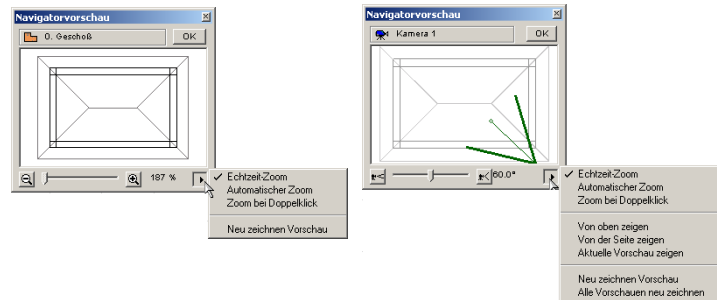 Navigatorvorschau
0. Geschoß
OK
187 %
✓ Echtzeit-Zoom
Automatischer Zoom
Zoom bei Doppelklick
Neu zeichnen Vorschau
Navigatorvorschau
Kamera 1
OK
60.0°
✓ Echtzeit-Zoom
Automatischer Zoom
Zoom bei Doppelklick
Von oben zeigen
Von der Seite zeigen
Aktuelle Vorschau zeigen
Neu zeichnen Vorschau
Alle Vorschauen neu zeichnen